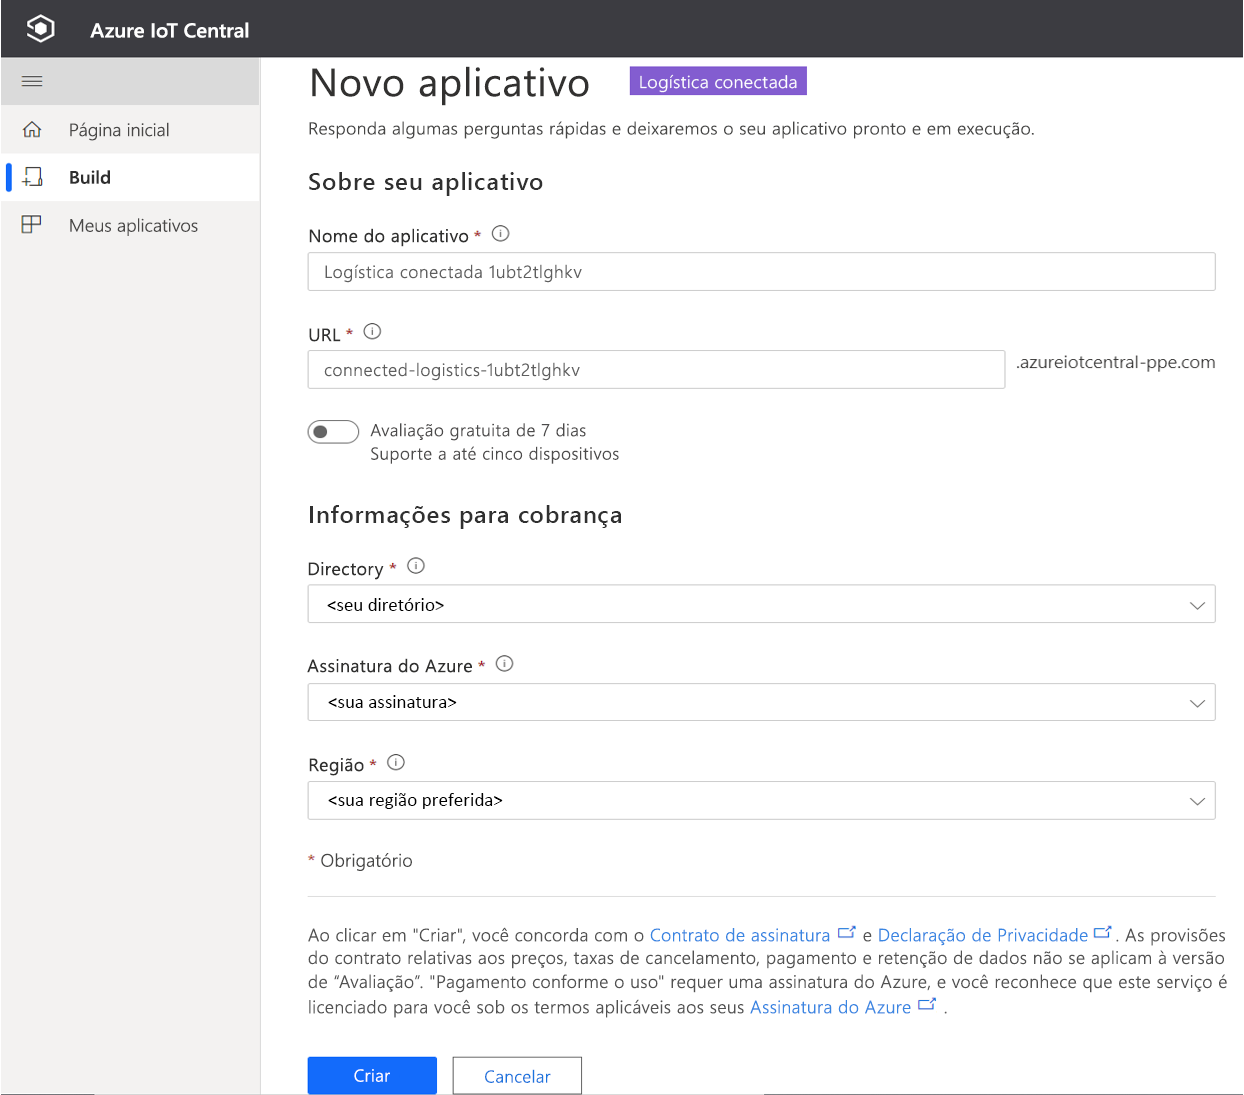 Azure IoT Central
Página inicial
Build
Meus aplicativos
Novo aplicativo
Logística conectada
Responda algumas perguntas rápidas e deixaremos o seu aplicativo pronto e em execução.
Sobre seu aplicativo
Nome do aplicativo *
Logística conectada 1ubt2tlghkv
URL *
connected-logistics-1ubt2tlghkv
.azureiotcentral-ppe.com
Avaliação gratuita de 7 dias
Suporte a até cinco dispositivos
Informações para cobrança
Directory *
<seu diretório>
Assinatura do Azure *
<sua assinatura>
Região *
<sua região preferida>
* Obrigatório
Ao clicar em "Criar", você concorda com o Contrato de assinatura e Declaração de Privacidade. As provisões
do contrato relativas aos preços, taxas de cancelamento, pagamento e retenção de dados não se aplicam à versão
de “Avaliação”. "Pagamento conforme o uso" requer uma assinatura do Azure, e você reconhece que este serviço é
licenciado para você sob os termos aplicáveis aos seus Assinatura do Azure .
Criar
Cancelar